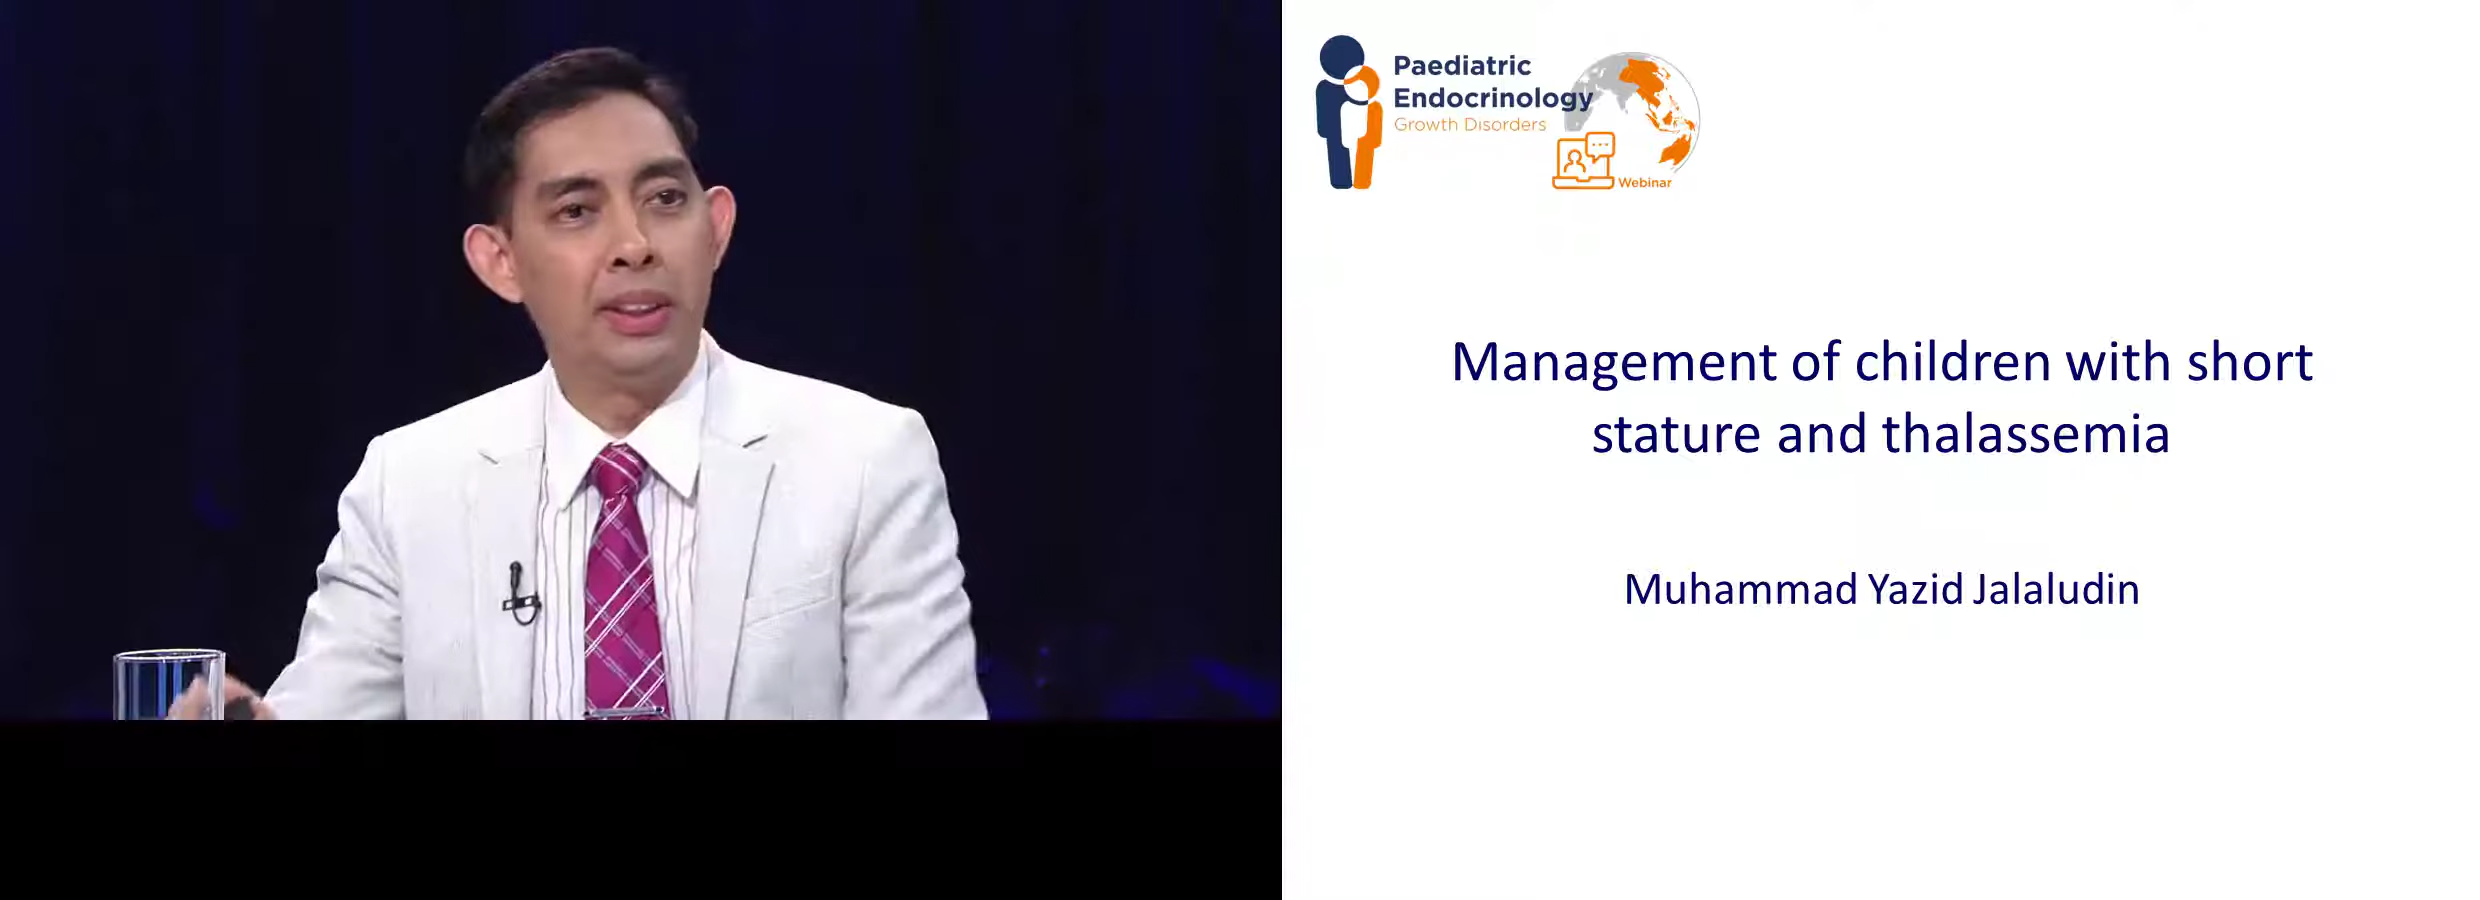 Paediatric
Endocrinology
Growth Disorders
Webinar
Management of children with short
stature and thalassemia
Muhammad Yazid Jalaludin